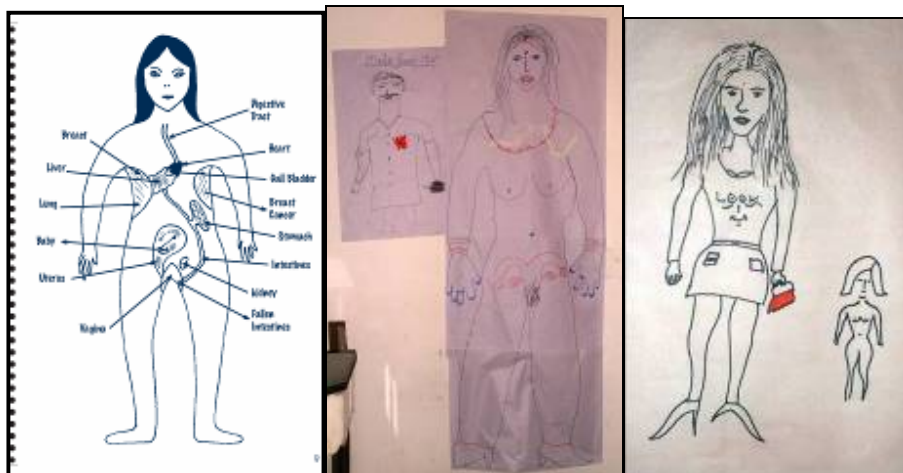 Digestive
Tract
Breast
Heart
Liver
Gall Bladder
Lung
Breast
Cancer
Stomach
Baby
Uterus
Intestines
Kidney
Vagina
Fallen
Intestines
LOOK